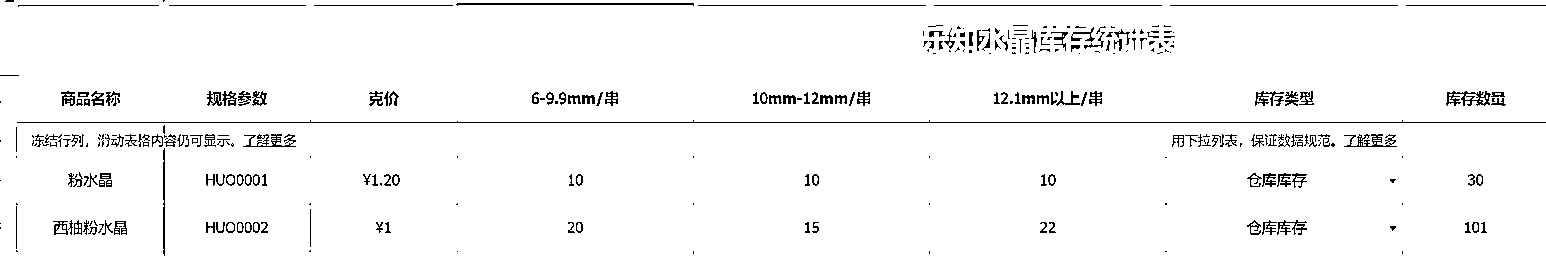 乐知水晶库存统计表
商品名称 规格参数 克价 6-9.9mm/串 10mm-12mm/串 12.1mm以上/串 库存类型 库存数量
冻结行列，滑动表格内容仍可显示。了解更多 用下拉列表，保证数据规范。了解更多
粉水晶 HUO0001 ¥1.20 10 10 10 仓库库存 30
西柚粉水晶 HUO0002 ¥1 20 15 22 仓库库存 101